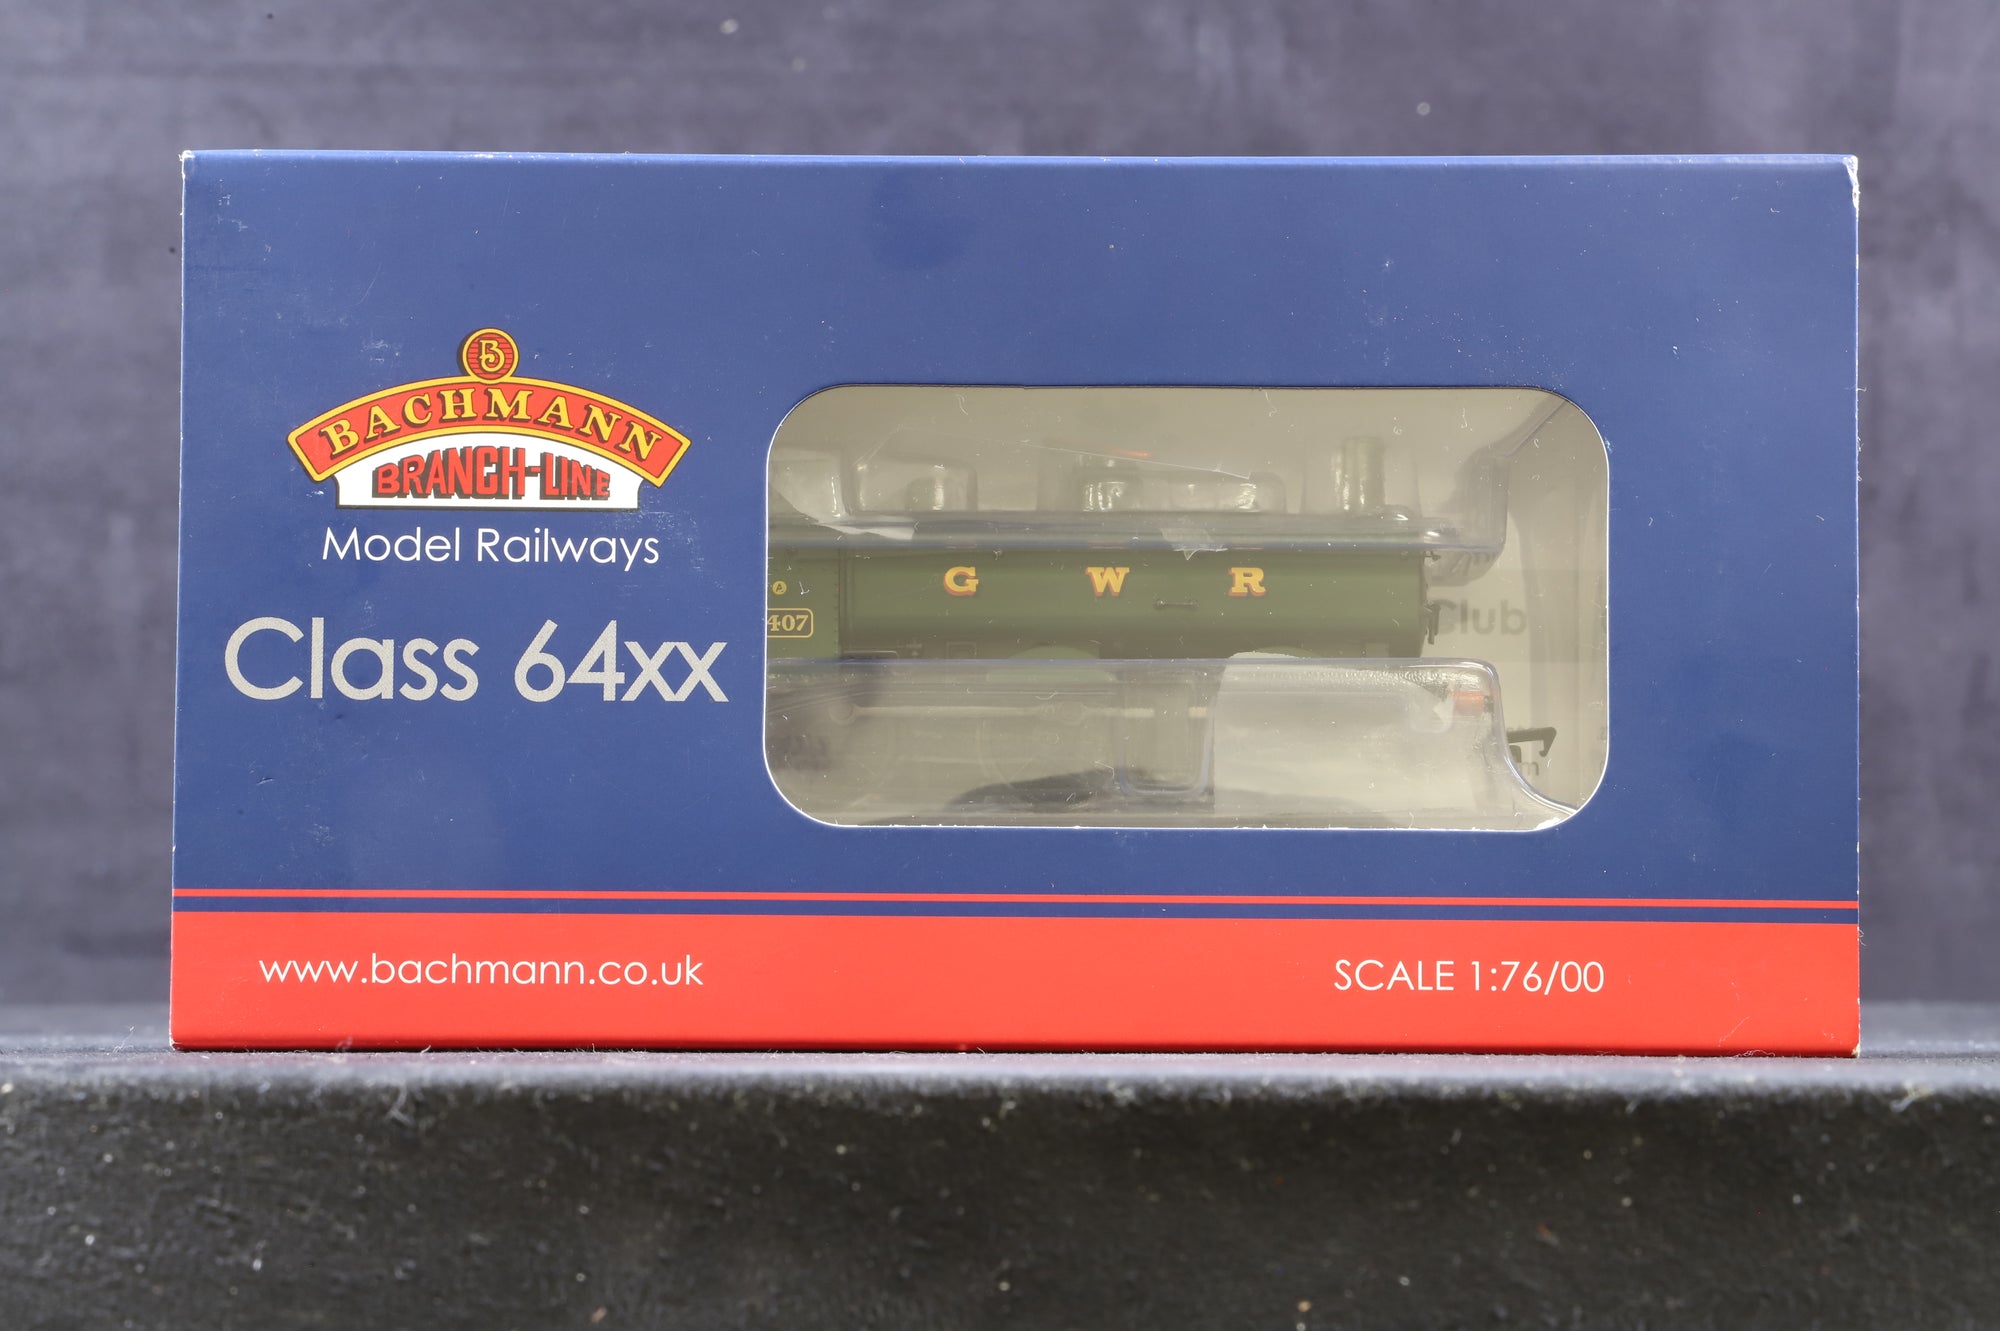 B
BACHMANN
BRANCH-LINE
Model Railways
Class 64xx
G W R
407
Club
www.bachmann.co.uk
SCALE 1:76/00